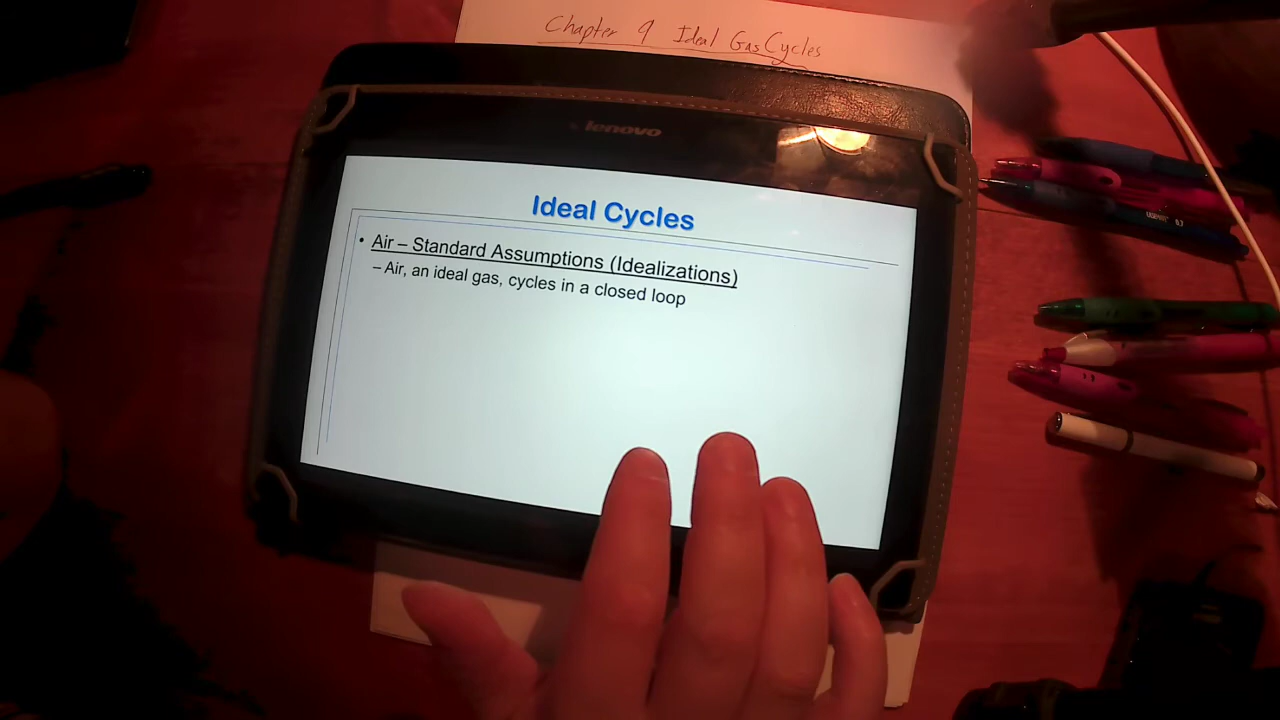 Chapter 9 Ideal Gas Cycles
lenovo
Ideal Cycles
• Air – Standard Assumptions (Idealizations)
– Air, an ideal gas, cycles in a closed loop